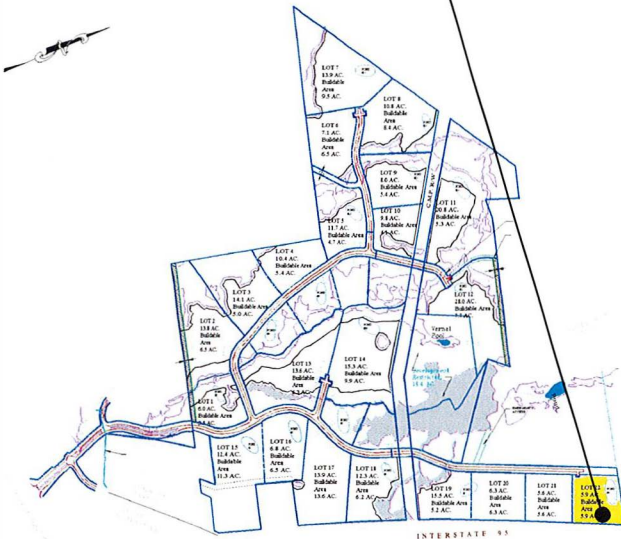 LOT 7
13.9 AC.
Buildable
Area
9.5 AC.
LOT 8
10.8 AC.
Buildable
Area
8.4 AC.
LOT 6
7.1 AC.
Buildable
Area
6.5 AC.
LOT 9
8.0 AC.
Buildable Area
5.4 AC.
C.M.P. R/W
LOT 11
20.8 AC.
Buildable Area
5.3 AC.
LOT 10
9.8 AC.
Buildable Area
LOT 5
11.7 AC.
Buildable Area
4.7 AC.
LOT 4
10.4 AC.
Buildable Area
5.4 AC.
LOT 3
14.1 AC.
Buildable Area
5.0 AC.
LOT 2
13.8 AC.
Buildable
Area
6.5 AC.
LOT 12
Buildable
Area
Vernal
Pool
LOT 13
13.6 AC.
Buildable
Area
LOT 14
15.3 AC.
Buildable Area
9.9 AC.
LOT 1
6.0 AC.
Buildable Area
LOT 15
12.4 AC.
Buildable
Area
11.3 AC.
LOT 16
6.8 AC.
Buildable
Area
6.5 AC.
LOT 17
13.9 AC.
Buildable
Area
13.6 AC.
LOT 18
12.3 AC.
Buildable
Area
6.2 AC.
LOT 19
15.5 AC.
Buildable Area
5.2 AC.
LOT 20
6.3 AC.
Buildable
Area
6.3 AC.
LOT 21
5.6 AC.
Buildable
Area
5.6 AC.
5.9 AC.
Buildable
Area
5.9 AC.
INTERSTATE 95